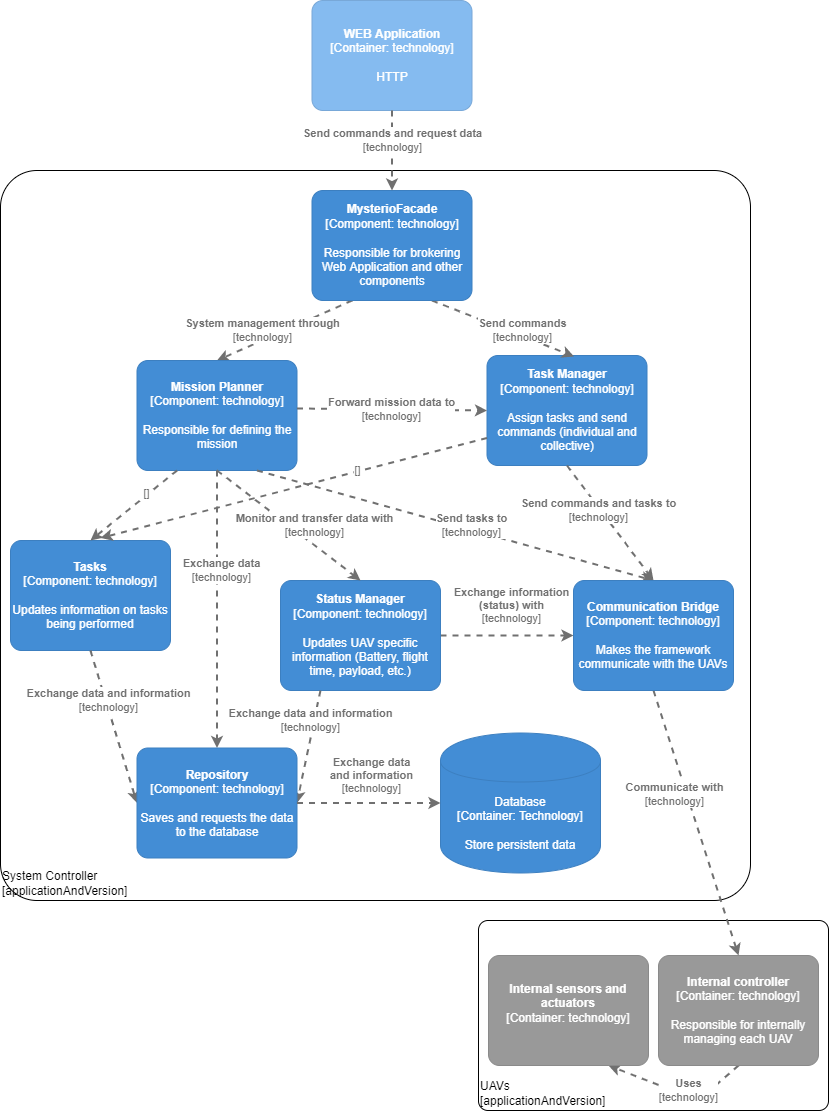 WEB Application
[Container: technology]
HTTP
Send commands and request data
[technology]
MysterioFacade
[Component: technology]
Responsible for brokering
Web Application and other
components
System management through
[technology]
Send commands
[technology]
Mission Planner
[Component: technology]
Responsible for defining the
mission
Forward mission data to
[technology]
Task Manager
[Component: technology]
Assign tasks and send
commands (individual and
collective)
[]
[]
Monitor and transfer data with
[technology]
Send tasks to
[technology]
Send commands and tasks to
[technology]
Exchange data
[technology]
Tasks
[Component: technology]
Updates information on tasks
being performed
Status Manager
[Component: technology]
Updates UAV specific
information (Battery, flight
time, payload, etc.)
Exchange information
(status) with
[technology]
Communication Bridge
[Component: technology]
Makes the framework
communicate with the UAVs
Exchange data and information
[technology]
Exchange data and information
[technology]
Repository
[Component: technology]
Saves and requests the data
to the database
Exchange data
and information
[technology]
Database
[Container: Technology]
Store persistent data
Communicate with
[technology]
System Controller
[applicationAndVersion]
Internal sensors and
actuators
[Container: technology]
Internal controller
[Container: technology]
Responsible for internally
managing each UAV
Uses
[technology]
UAVs
[applicationAndVersion]